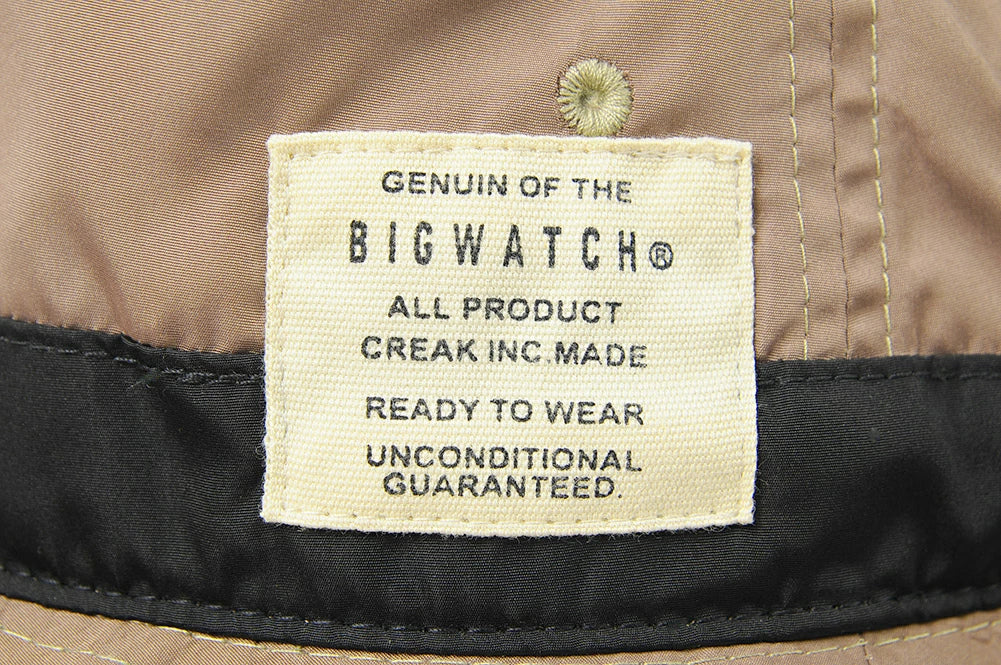 GENUIN OF THE
BIGWATCH®
ALL PRODUCT
CREAK INC.MADE
READY TO WEAR
UNCONDITIONAL
GUARANTEED.